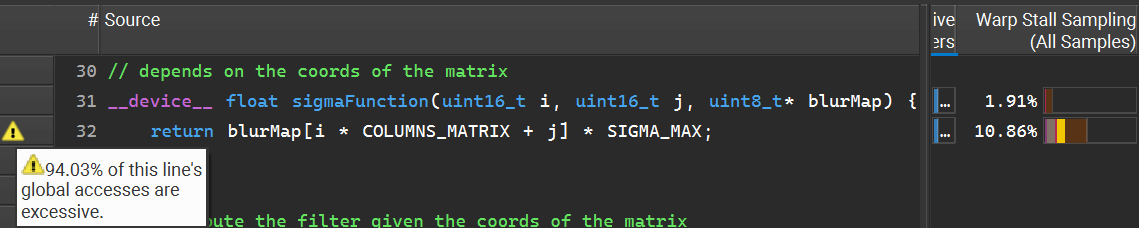 # Source
ive
ers
Warp Stall Sampling
(All Samples)
30 // depends on the coords of the matrix
31 __device__ float sigmaFunction(uint16_t i, uint16_t j, uint8_t* blurMap) {
... 1.91%
32 return blurMap[i * COLUMNS_MATRIX + j] * SIGMA_MAX;
... 10.86%
94.03% of this line's
global accesses are
excessive.
ute the filter given the coords of the matrix